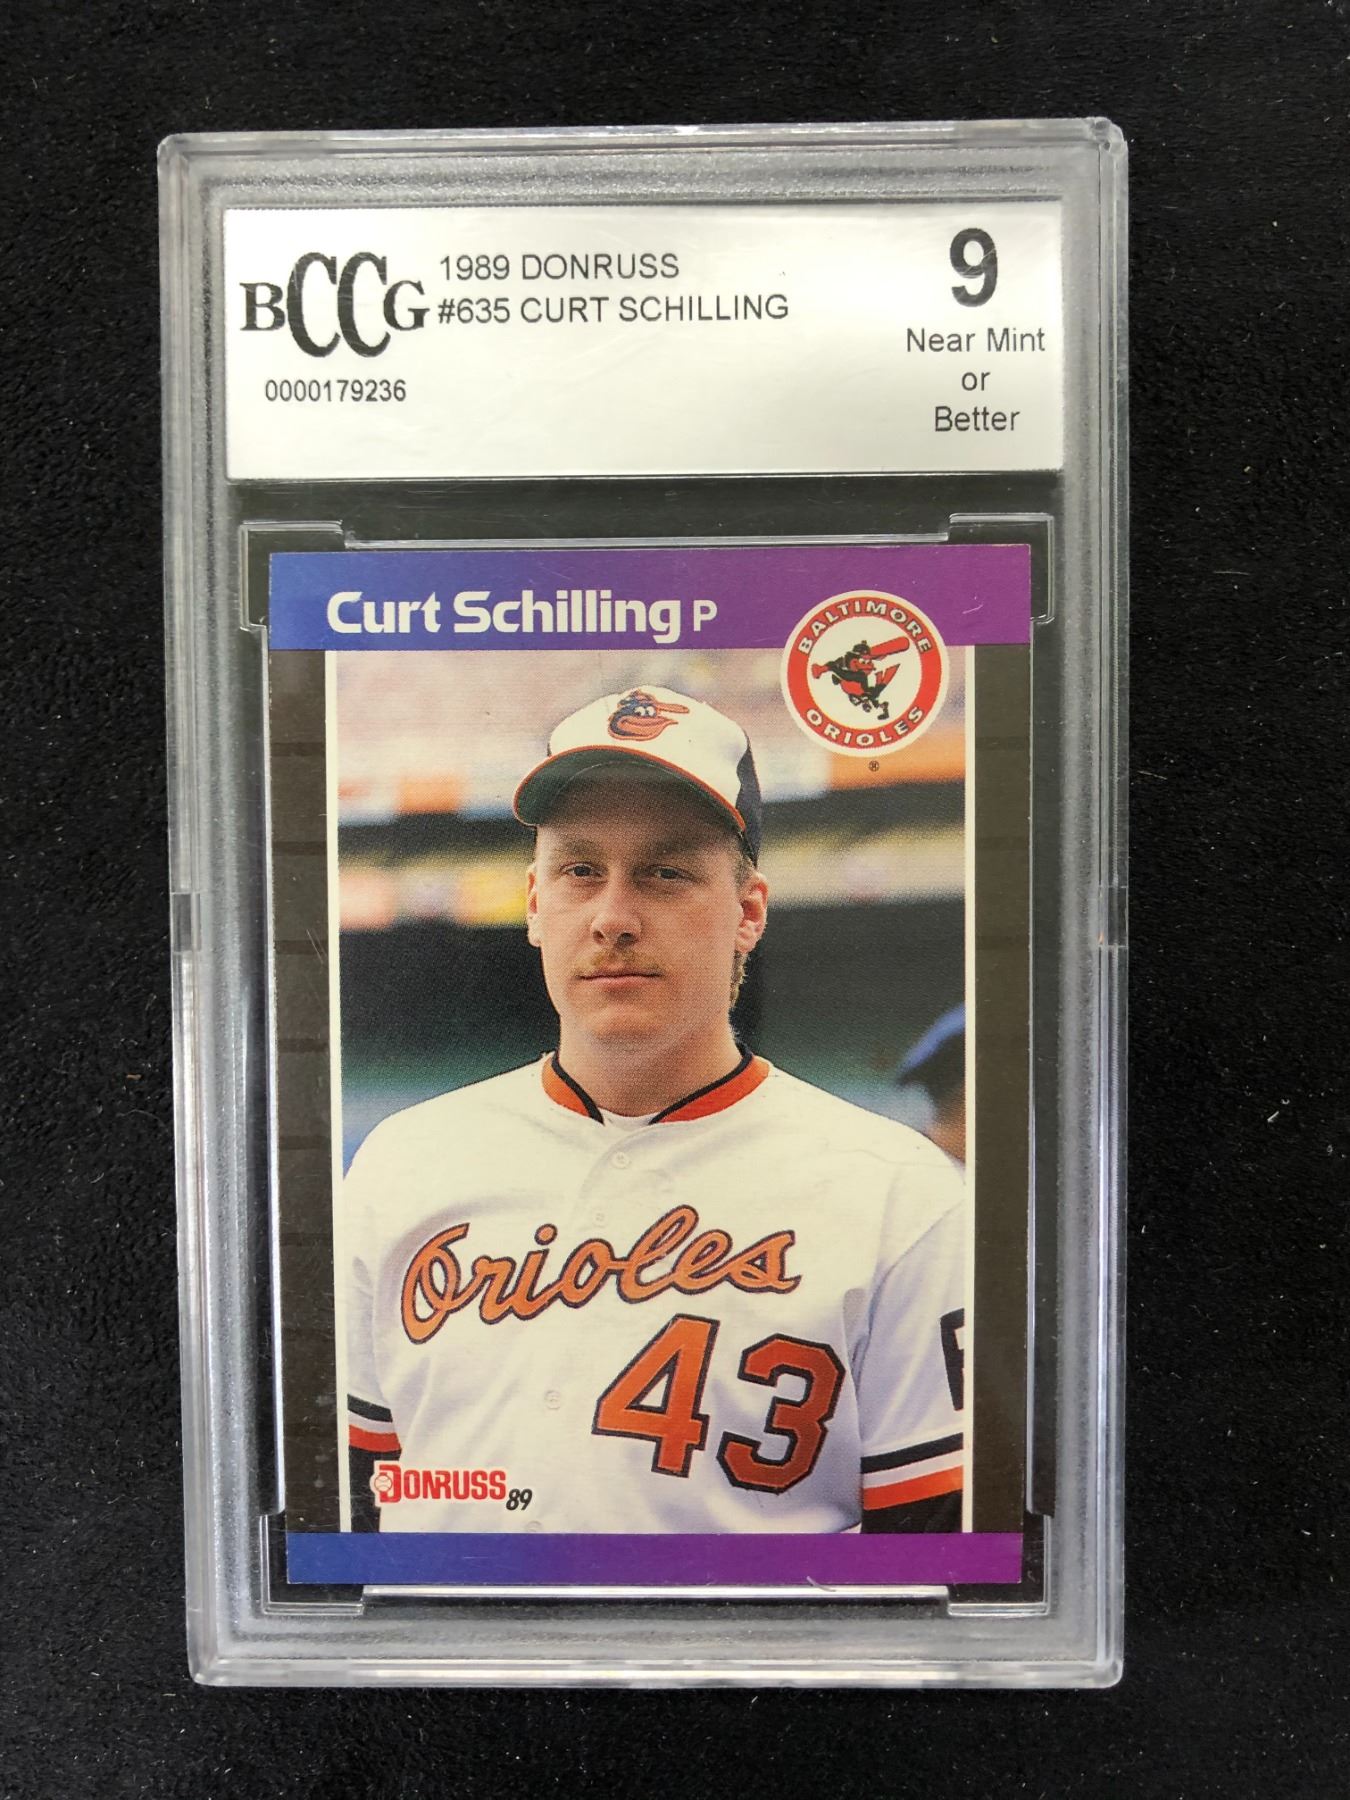 BCCG
1989 DONRUSS
#635 CURT SCHILLING
0000179236
9
Near Mint
or
Better
Curt Schilling P
BALTIMORE
ORIOLES
®
Orioles
43
DONRUSS 89